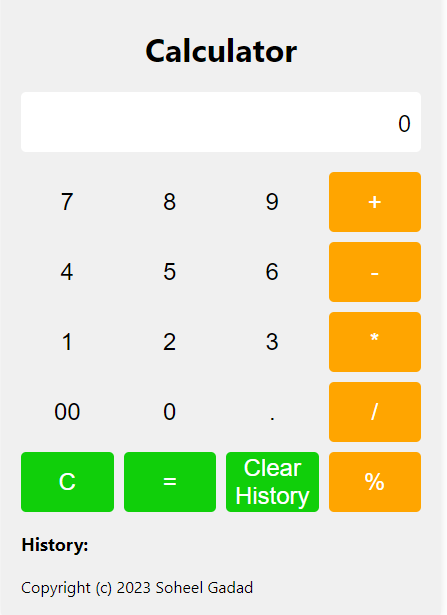 Calculator
0
7 8 9 +
4 5 6 -
1 2 3 *
00 0 . /
C = Clear History %
History:
Copyright (c) 2023 Soheel Gadad